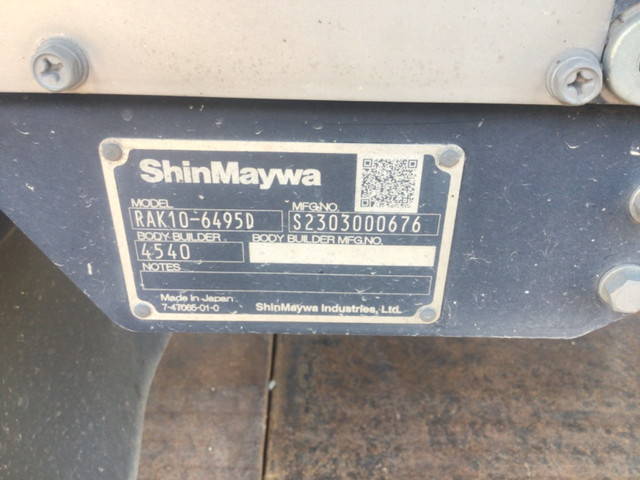 ShinMaywa
MODEL MFG.NO.
RAK10-6495D S2303000676
BODY BUILDER BODY BUILDER MFG.NO.
4540
NOTES
Made in Japan
7-47065-01-0 ShinMaywa Industries, Ltd.